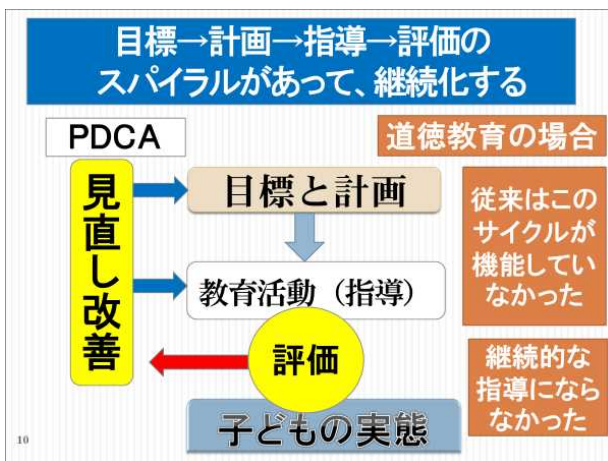 目標→計画→指導→評価の
スパイラルがあって、継続化する
PDCA
道徳教育の場合
見直し改善
目標と計画
教育活動（指導）
評価
子どもの実態
従来はこの
サイクルが
機能してい
なかった
継続的な
指導になら
なかった
10